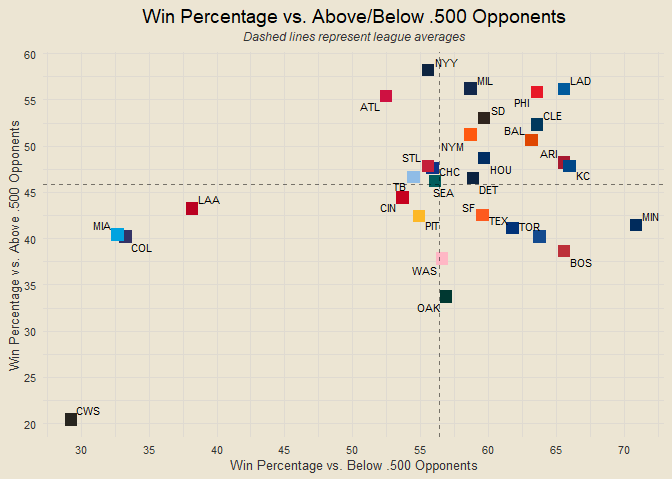 Win Percentage vs. Above/Below .500 Opponents
Dashed lines represent league averages
Win Percentage vs. Above .500 Opponents
60
55
50
45
40
35
30
25
20
NYY
MIL
LAD
ATL
PHI
SD
CLE
NYM
BAL
STL
ARI
CHC
HOU
KC
TB
SEA
DET
LAA
CIN
PIT
SF
TEX
TOR
MIN
MIA
COL
WAS
BOS
OAK
CWS
30
35
40
45
50
55
60
65
70
Win Percentage vs. Below .500 Opponents